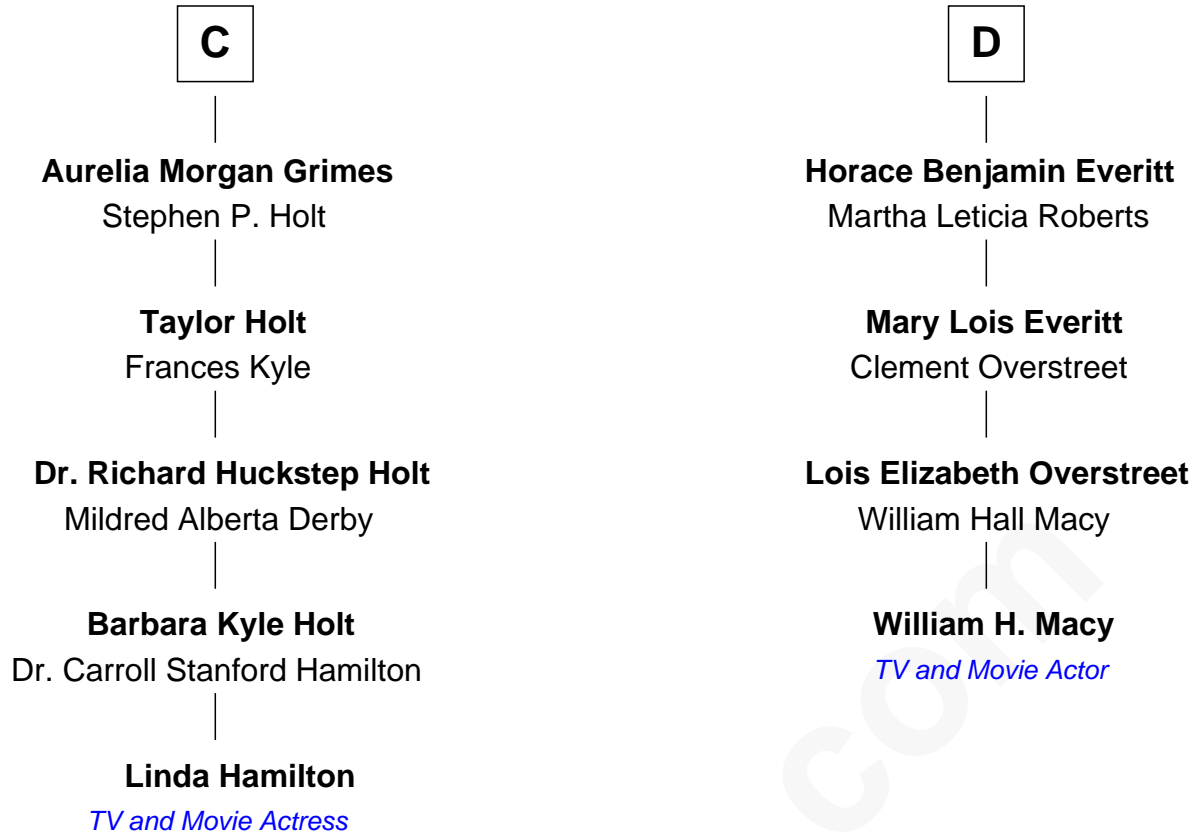 C
Aurelia Morgan Grimes
Stephen P. Holt
Taylor Holt
Frances Kyle
Dr. Richard Huckstep Holt
Mildred Alberta Derby
Barbara Kyle Holt
Dr. Carroll Stanford Hamilton
Linda Hamilton
TV and Movie Actress
D
Horace Benjamin Everitt
Martha Leticia Roberts
Mary Lois Everitt
Clement Overstreet
Lois Elizabeth Overstreet
William Hall Macy
William H. Macy
TV and Movie Actor
com